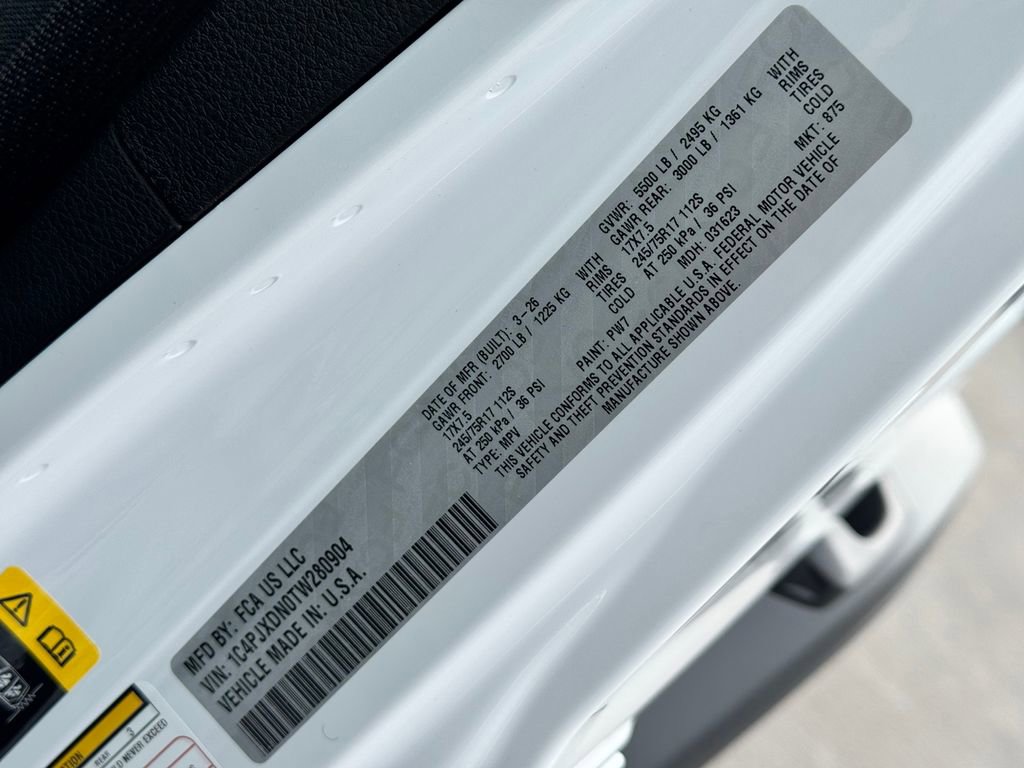 MFD BY: FCA US LLC
VIN: 1C4PJXDN0TW280904
VEHICLE MADE IN: U.S.A.
DATE OF MFR. (BUILT): 3-26 GVWR: 5500 LB / 2495 KG
GAWR FRONT: 2700 LB / 1225 KG WITH GAWR REAR: 3000 LB / 1361 KG WITH
17X7.5 RIMS 17X7.5 RIMS
245/75R17 112S TIRES 245/75R17 112S TIRES
AT 250 kPa / 36 PSI COLD AT 250 kPa / 36 PSI COLD
TYPE: MPV PAINT: PW7 MDH: 031623 MKT: 875
THIS VEHICLE CONFORMS TO ALL APPLICABLE U.S.A. FEDERAL MOTOR VEHICLE
SAFETY AND THEFT PREVENTION STANDARDS IN EFFECT ON THE DATE OF
MANUFACTURE SHOWN ABOVE.
REAR 3
NEVER EXCEED